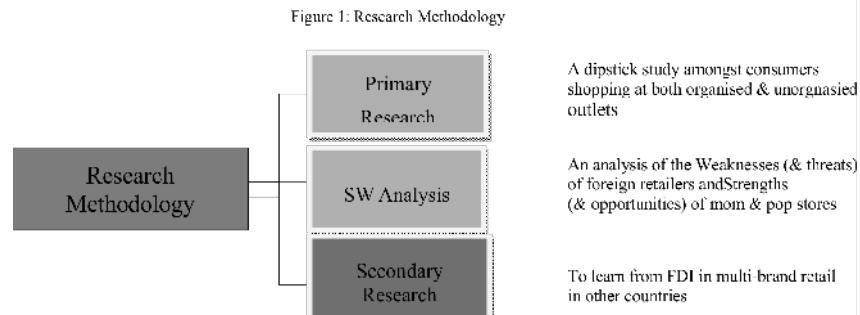 Figure 1: Research Methodology
Primary
Research
A dipstick study amongst consumers
shopping at both organised & unorgnasied
outlets
Research
Methodology
SW Analysis
An analysis of the Weaknesses (& threats)
of foreign retailers andStrengths
(& opportunities) of mom & pop stores
Secondary
Research
To learn from FDI in multi-brand retail
in other countries